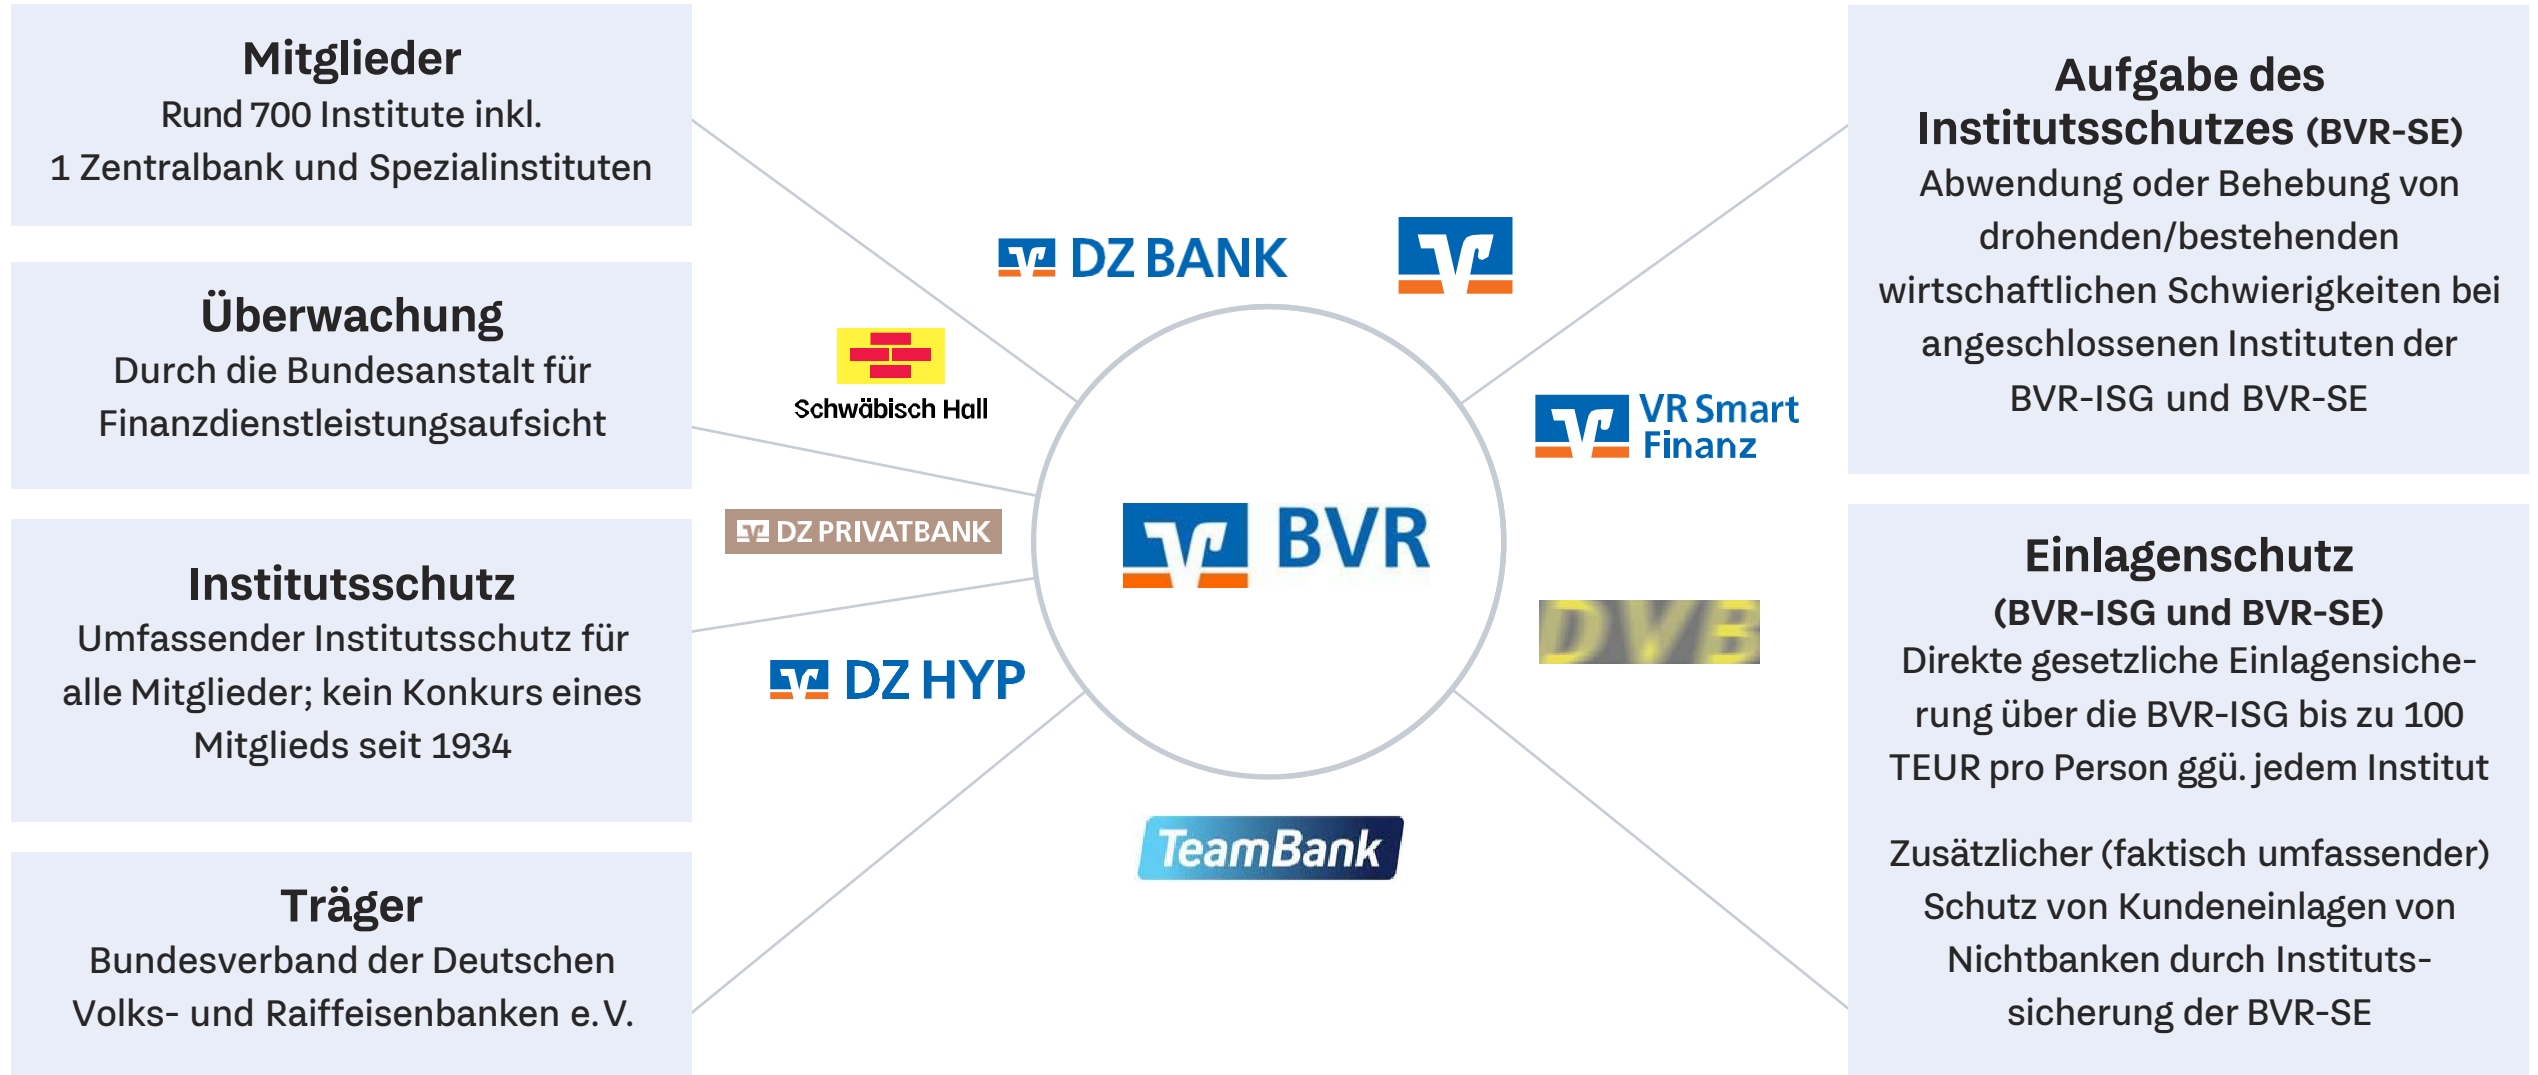 Mitglieder
Rund 700 Institute inkl.
1 Zentralbank und Spezialinstituten
Überwachung
Durch die Bundesanstalt für
Finanzdienstleistungsaufsicht
Institutsschutz
Umfassender Institutsschutz für
alle Mitglieder; kein Konkurs eines
Mitglieds seit 1934
Träger
Bundesverband der Deutschen
Volks- und Raiffeisenbanken e. V.
DZ BANK
Schwäbisch Hall
VR Smart
Finanz
DZ PRIVATBANK
BVR
DVB
DZ HYP
TeamBank
Aufgabe des
Institutsschutzes (BVR-SE)
Abwendung oder Behebung von
drohenden/bestehenden
wirtschaftlichen Schwierigkeiten bei
angeschlossenen Instituten der
BVR-ISG und BVR-SE
Einlagenschutz
(BVR-ISG und BVR-SE)
Direkte gesetzliche Einlagensiche-
rung über die BVR-ISG bis zu 100
TEUR pro Person ggü. jedem Institut
Zusätzlicher (faktisch umfassender)
Schutz von Kundeneinlagen von
Nichtbanken durch Instituts-
sicherung der BVR-SE